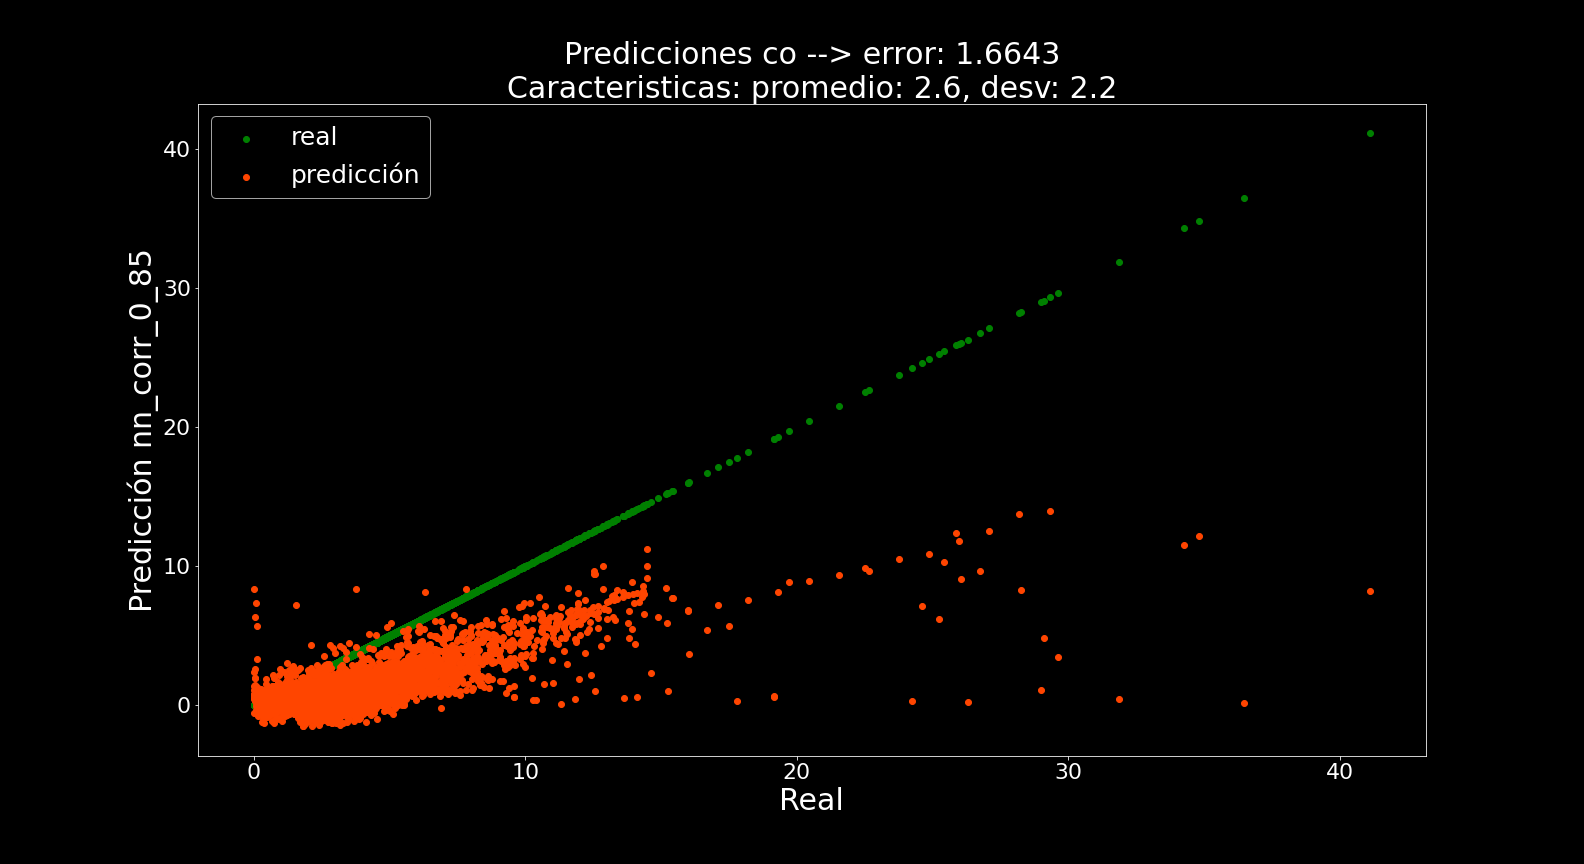 Predicciones co --> error: 1.6643
Caracteristicas: promedio: 2.6, desv: 2.2
real
predicción
Predicción nn_corr_0_85
40
30
20
10
0
0 10 20 30 40
Real